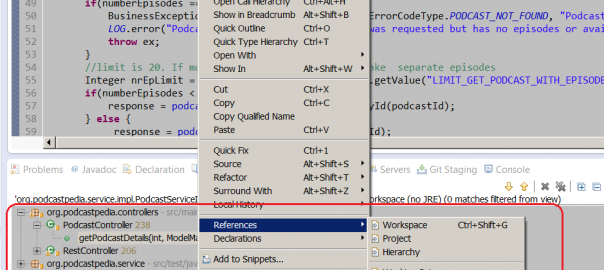 49 if(numberEpisodes == Open Call Hierarchy Ctrl+Alt+H
50 BusinessExceptio Show in Breadcrumb Alt+Shift+B ErrorCodeType.PODCAST_NOT_FOUND, "Podcas
51 LOG.error("Podca Quick Outline Ctrl+O was requested but has no episodes or avai
52 throw ex; Quick Type Hierarchy Ctrl+T
53 } Open With
54 //limit is 20. If mo Show In Alt+Shift+W ake separate episodes
55 Integer nrEpLimit = .getValue("LIMIT_GET_PODCAST_WITH_EPISODE
56 if(numberEpisodes < Cut Ctrl+X
57 response = podc Copy Ctrl+C yId(podcastId);
58 } else { Copy Qualified Name
59 response = podc Paste Ctrl+V Id);
Quick Fix Ctrl+1
Problems @ Javadoc Declaration Source Alt+Shift+S Servers Git Staging Console
Refactor Alt+Shift+T
Surround With Alt+Shift+Z
'org.podcastpedia.service.impl.PodcastServiceI Local History orkspace (no JRE) (0 matches filtered from view)
org.podcastpedia.controllers - src/mai
PodcastController 238 References Workspace Ctrl+Shift+G
getPodcastDetails(int, ModelMa Declarations Project
RestController 206 Hierarchy
org.podcastpedia.service - src/test/jav Add to Snippets...